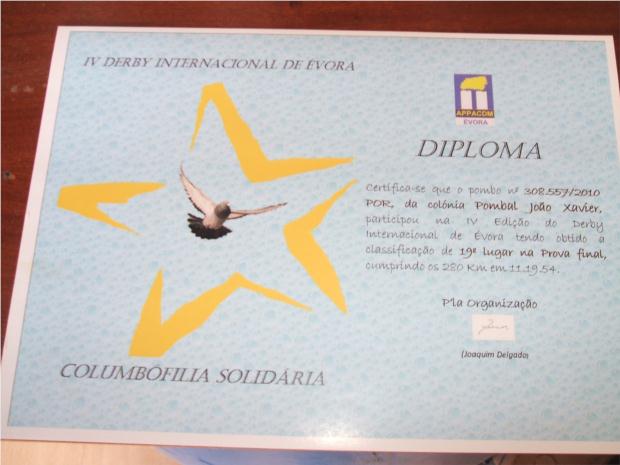 IV DERBY INTERNACIONAL DE ÉVORA
APPACOM
ÉVORA
DIPLOMA
Certifica-se que o pombo nº 308.557/2010
POR, da colónia Pombal João Xavier,
participou na IV Edição do Derby
Internacional de Évora tendo obtido a
classificação de 19º lugar na Prova final,
cumprindo os 280 Km em 11.19.54.
P'la Organização
(Joaquim Delgado)
COLUMBOFILIA SOLIDÁRIA